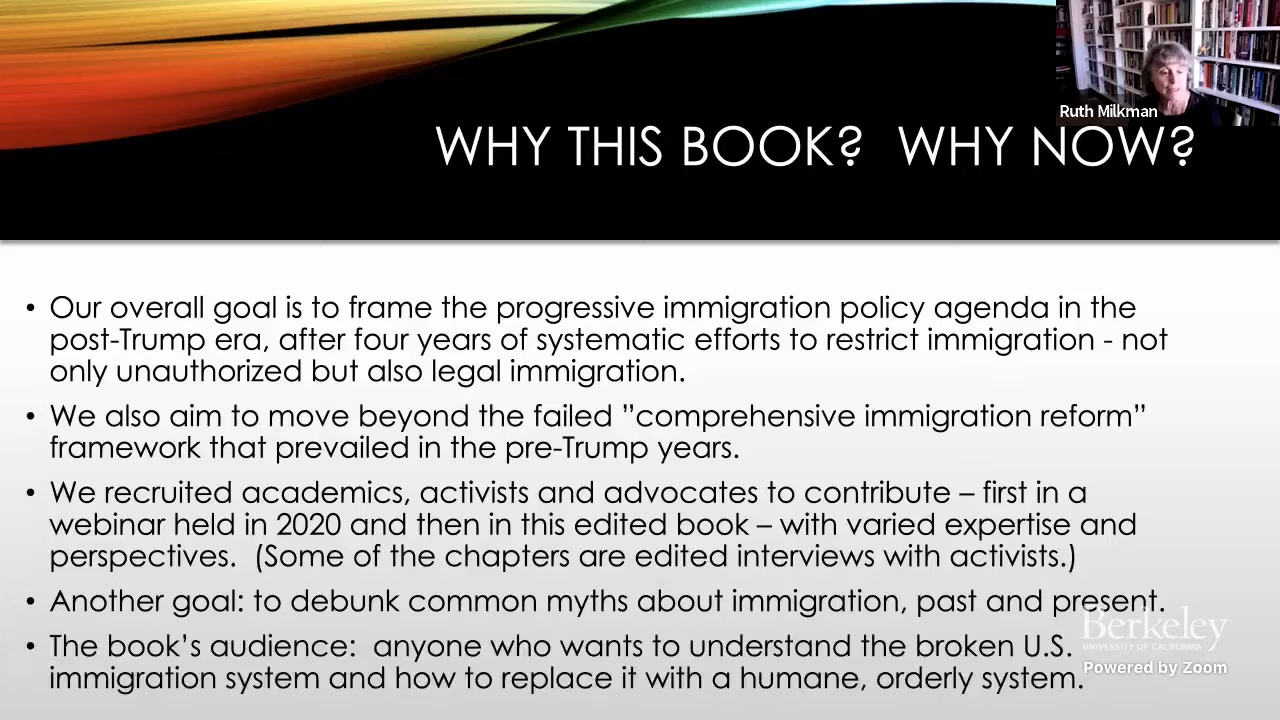 Ruth Milkman
WHY THIS BOOK?  WHY NOW?
• Our overall goal is to frame the progressive immigration policy agenda in the
post-Trump era, after four years of systematic efforts to restrict immigration - not
only unauthorized but also legal immigration.
• We also aim to move beyond the failed ”comprehensive immigration reform”
framework that prevailed in the pre-Trump years.
• We recruited academics, activists and advocates to contribute – first in a
webinar held in 2020 and then in this edited book – with varied expertise and
perspectives.  (Some of the chapters are edited interviews with activists.)
• Another goal: to debunk common myths about immigration, past and present.
• The book’s audience:  anyone who wants to understand the broken U.S.
immigration system and how to replace it with a humane, orderly system.
Berkeley
UNIVERSITY OF CALIFORNIA
Powered by Zoom